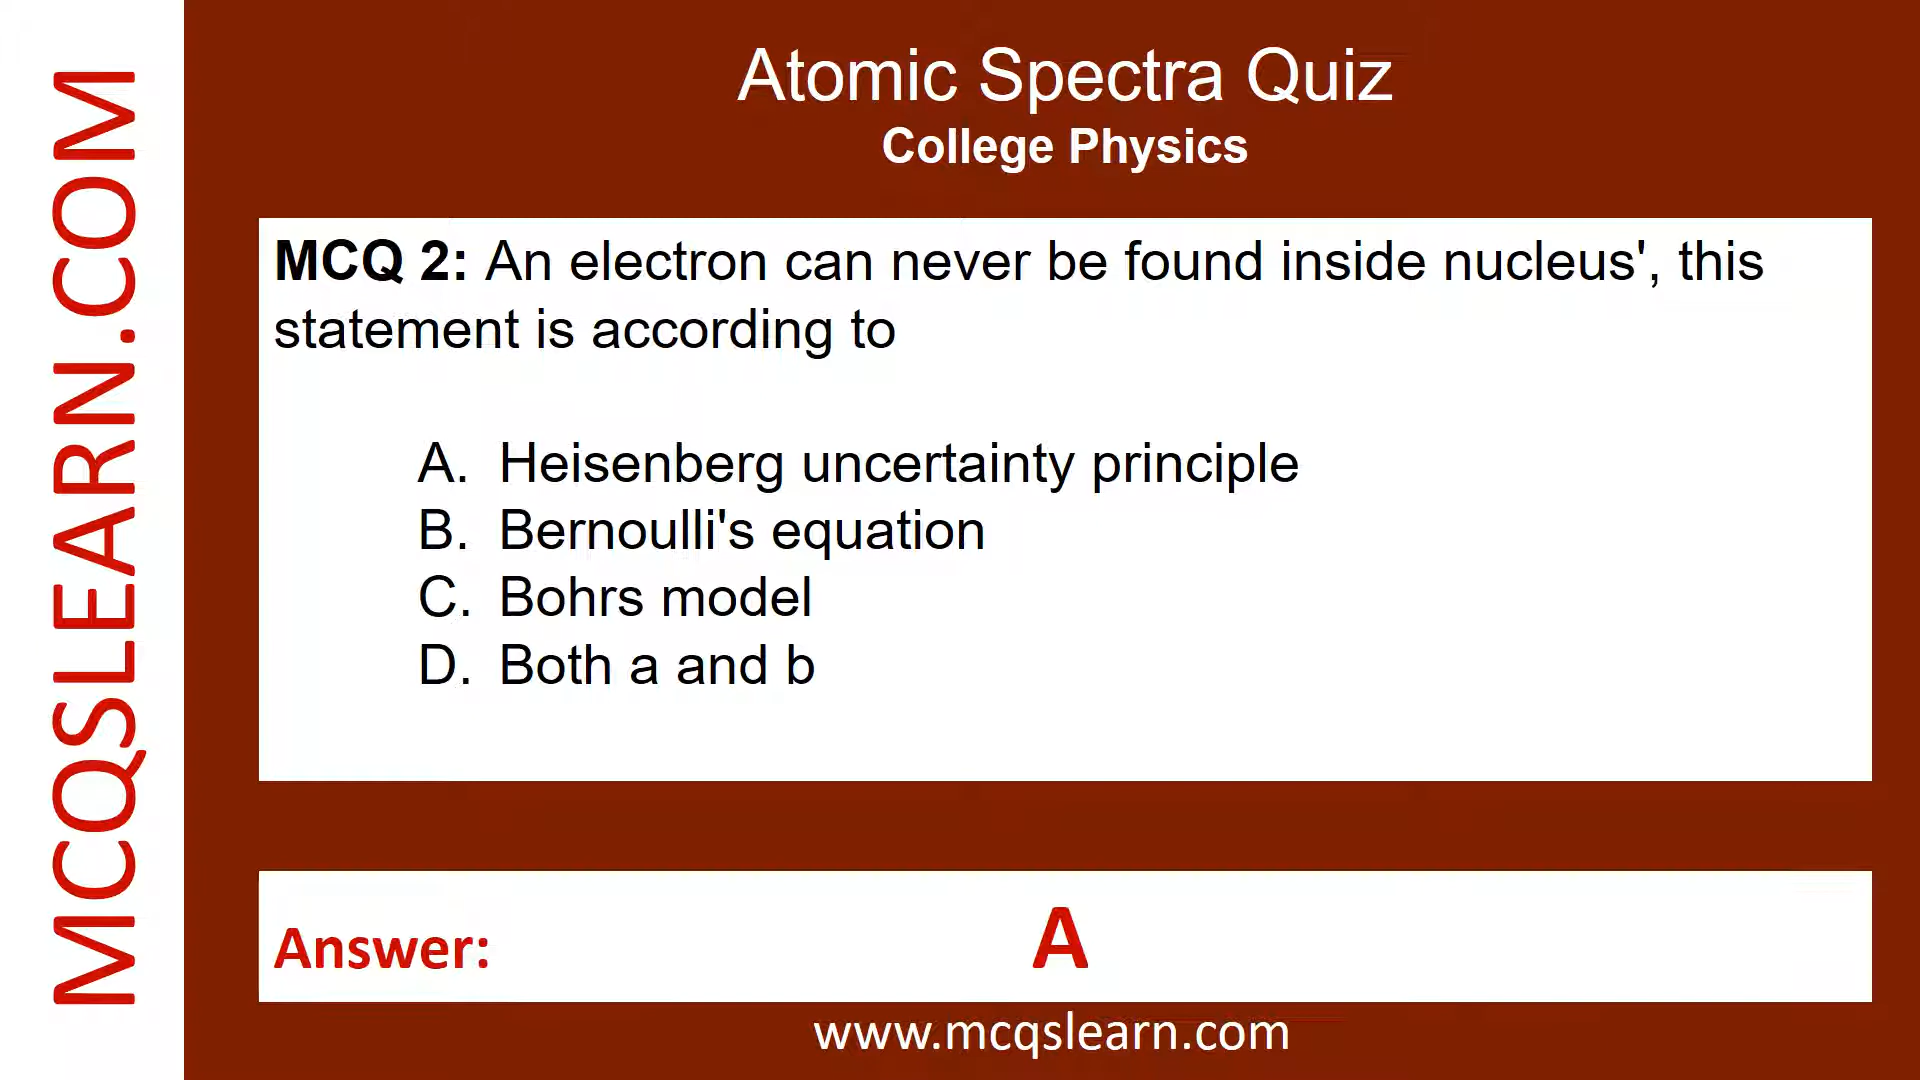 MCQSLEARN.COM
Atomic Spectra Quiz
College Physics
MCQ 2: An electron can never be found inside nucleus', this
statement is according to
A. Heisenberg uncertainty principle
B. Bernoulli's equation
C. Bohrs model
D. Both a and b
Answer: A
www.mcqslearn.com